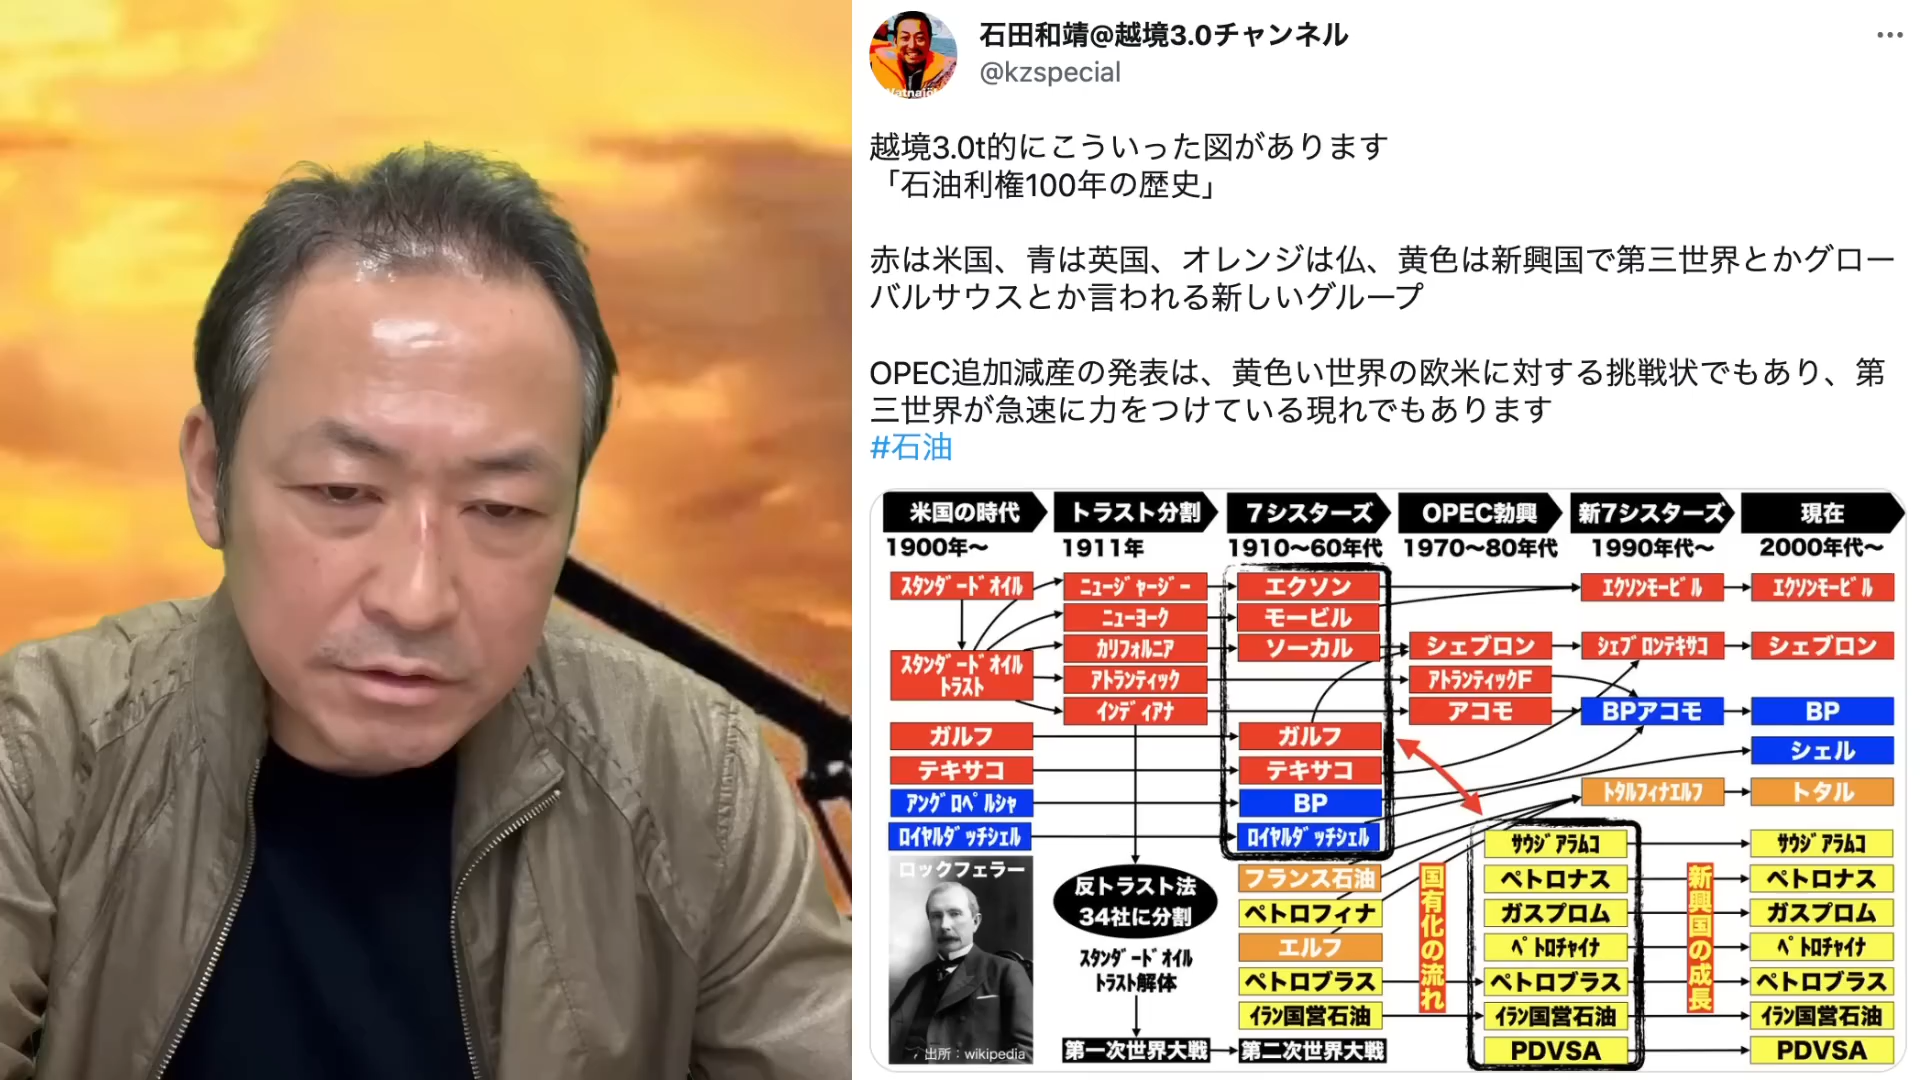 石田和靖@越境3.0チャンネル
@kzspecial
越境3.0t的にこういった図があります
「石油利権100年の歴史」
赤は米国、青は英国、オレンジは仏、黄色は新興国で第三世界とかグロー
バルサウスとか言われる新しいグループ
OPEC追加減産の発表は、黄色い世界の欧米に対する挑戦状でもあり、第
三世界が急速に力をつけている現れでもあります
#石油
米国の時代
トラスト分割
7シスターズ
OPEC勃興
新7シスターズ
現在
1900年〜
1911年
1910〜60年代
1970〜80年代
1990年代〜
2000年代〜
スタンダードオイル
ニュージャージー
エクソン
エクソンモービル
エクソンモービル
ニューヨーク
モービル
カリフォルニア
ソーカル
シェブロン
シェブロンテキサコ
シェブロン
スタンダードオイル
トラスト
アトランティック
アトランティックF
インディアナ
アコモ
BPアコモ
BP
ガルフ
ガルフ
シェル
テキサコ
テキサコ
アングロペルシャ
BP
トタルフィナエルフ
トタル
ロイヤルダッチシェル
ロイヤルダッチシェル
サウジアラムコ
サウジアラムコ
ロックフェラー
反トラスト法
34社に分割
フランス石油
国有化の流れ
ペトロナス
新興国の成長
ペトロナス
ペトロフィナ
ガスプロム
ガスプロム
エルフ
ペトロチャイナ
ペトロチャイナ
スタンダードオイル
トラスト解体
ペトロブラス
ペトロブラス
ペトロブラス
イラン国営石油
イラン国営石油
イラン国営石油
出所:wikipedia
第一次世界大戦
第二次世界大戦
PDVSA
PDVSA